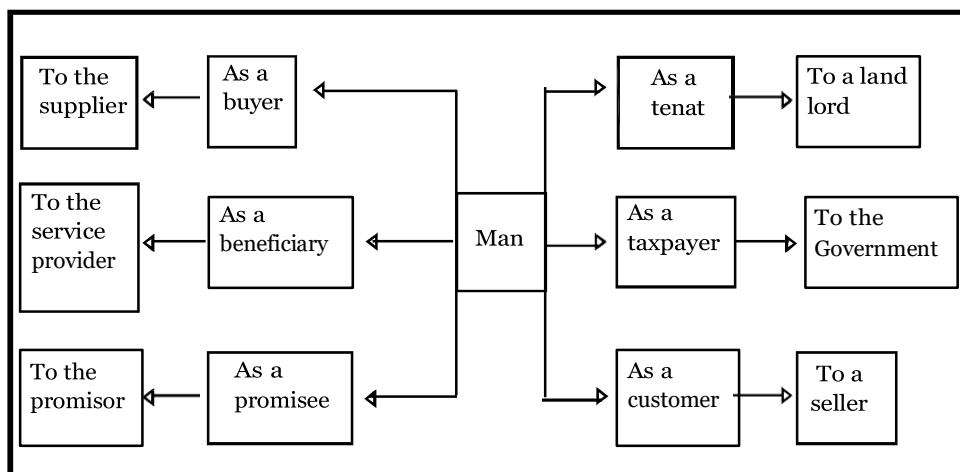 To the
supplier
As a
buyer
As a
tenat
To a land
lord
To the
service
provider
As a
beneficiary
Man
As a
taxpayer
To the
Government
To the
promisor
As a
promisee
As a
customer
To a
seller